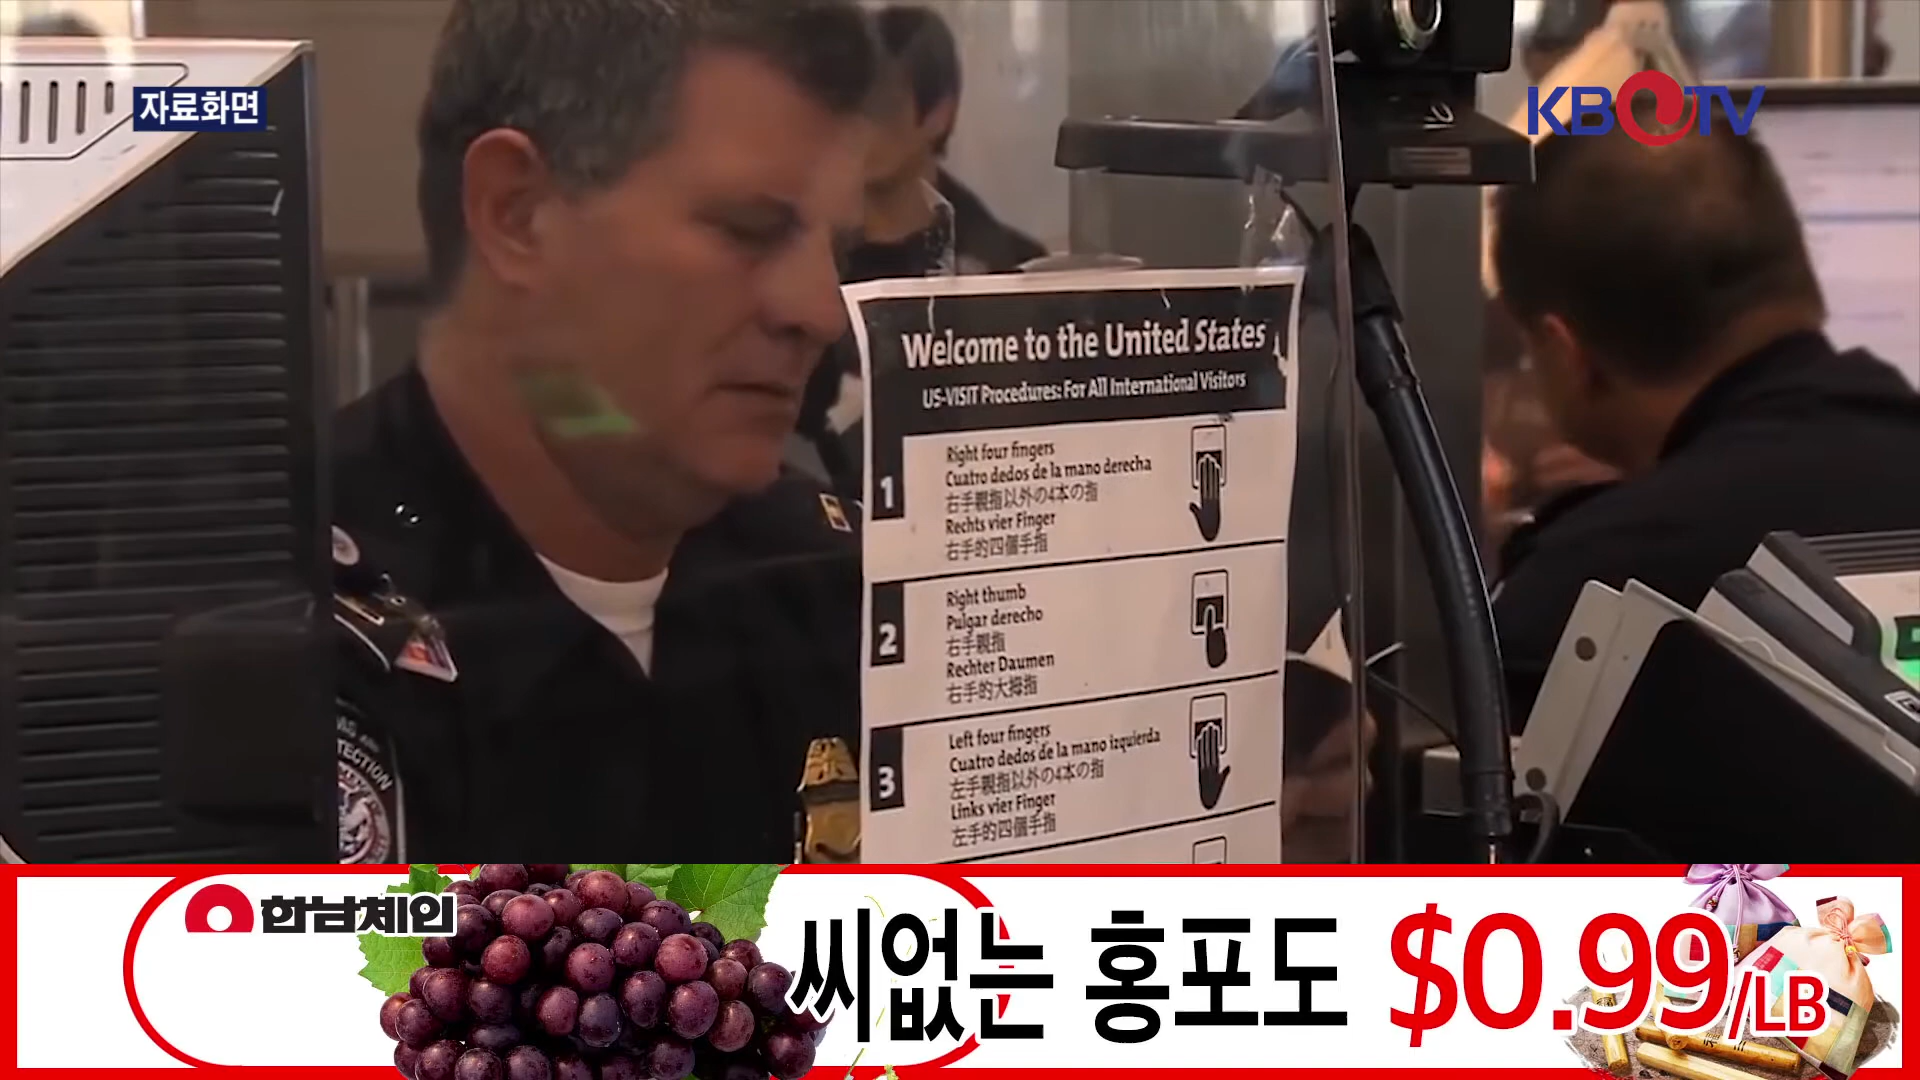 자료화면
KBC TV
Welcome to the United States
US-VISIT Procedures: For All International Visitors
1
Right four fingers
Cuatro dedos de la mano derecha
右手親指以外の4本の指
Rechts vier Finger
右手的四個手指
2
Right thumb
Pulgar derecho
右手親指
Rechter Daumen
右手的大拇指
3
Left four fingers
Cuatro dedos de la mano izquierda
左手親指以外の4本の指
Links vier Finger
左手的四個手指
TECTION
한남체인
씨없는 홍포도 $0.99/LB